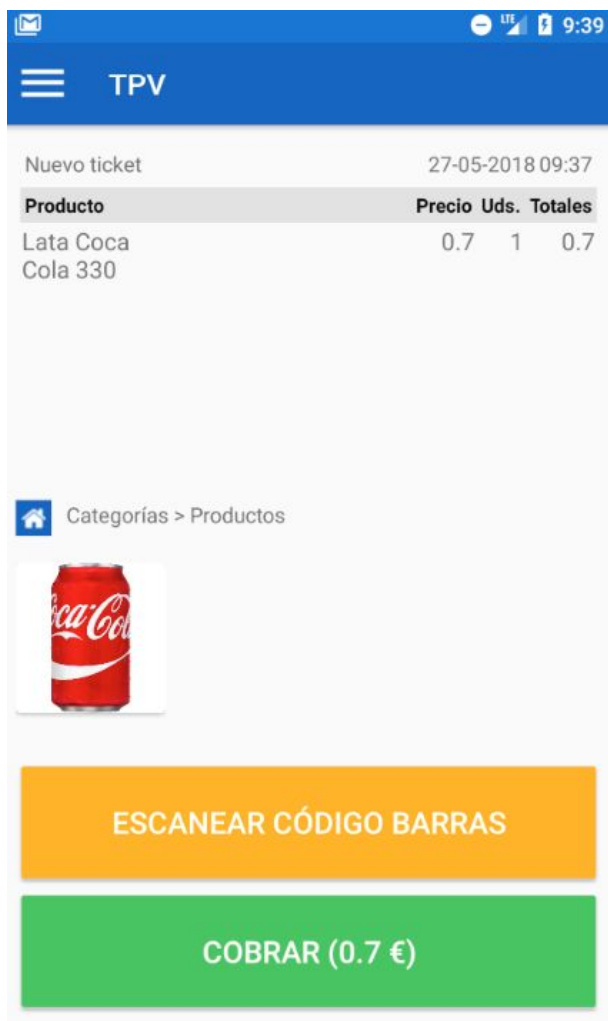 LTE 9:39
TPV
Nuevo ticket 27-05-2018 09:37
Producto Precio Uds. Totales
Lata Coca 0.7 1 0.7
Cola 330
Categorías > Productos
Coca-Cola
ESCANEAR CÓDIGO BARRAS
COBRAR (0.7 €)